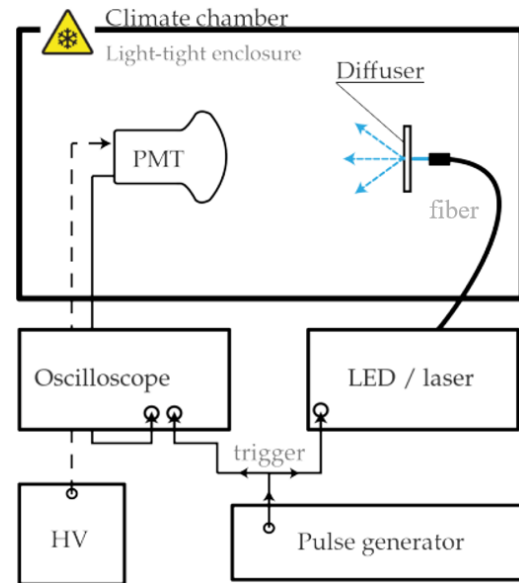 Climate chamber
Light-tight enclosure
Diffuser
PMT
fiber
Oscilloscope
LED / laser
trigger
HV
Pulse generator